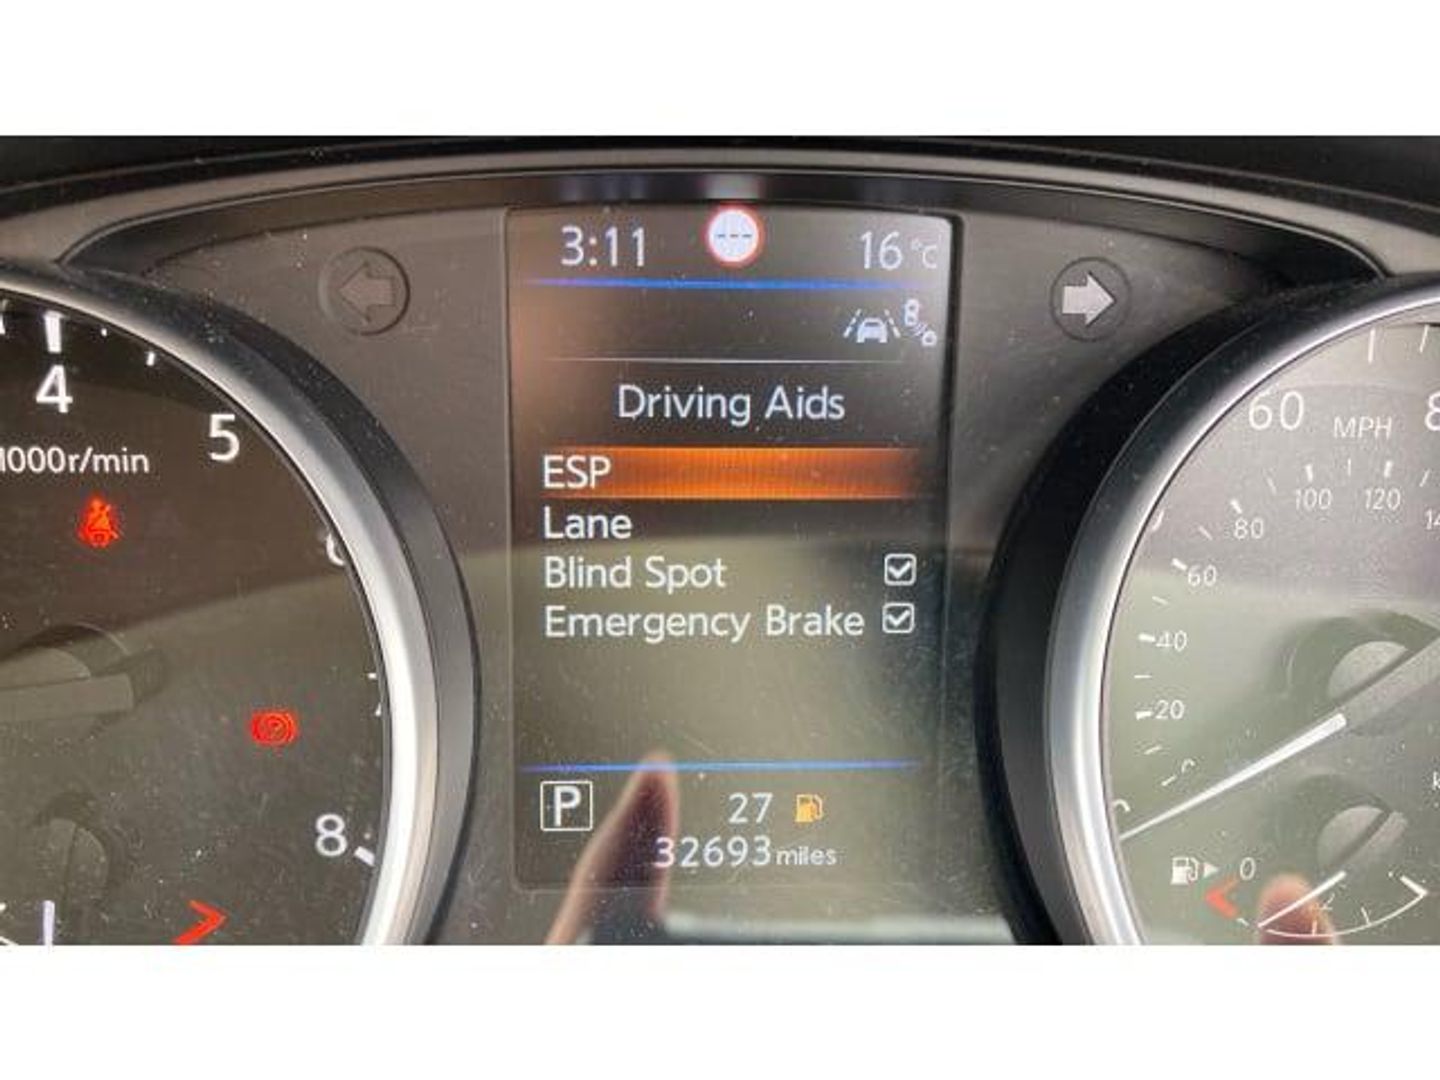 3:11
16 °C
Driving Aids
ESP
Lane
Blind Spot
Emergency Brake
P
27
32693 miles
4
5
1000r/min
8
60
MPH
80
100
120
60
40
20
0